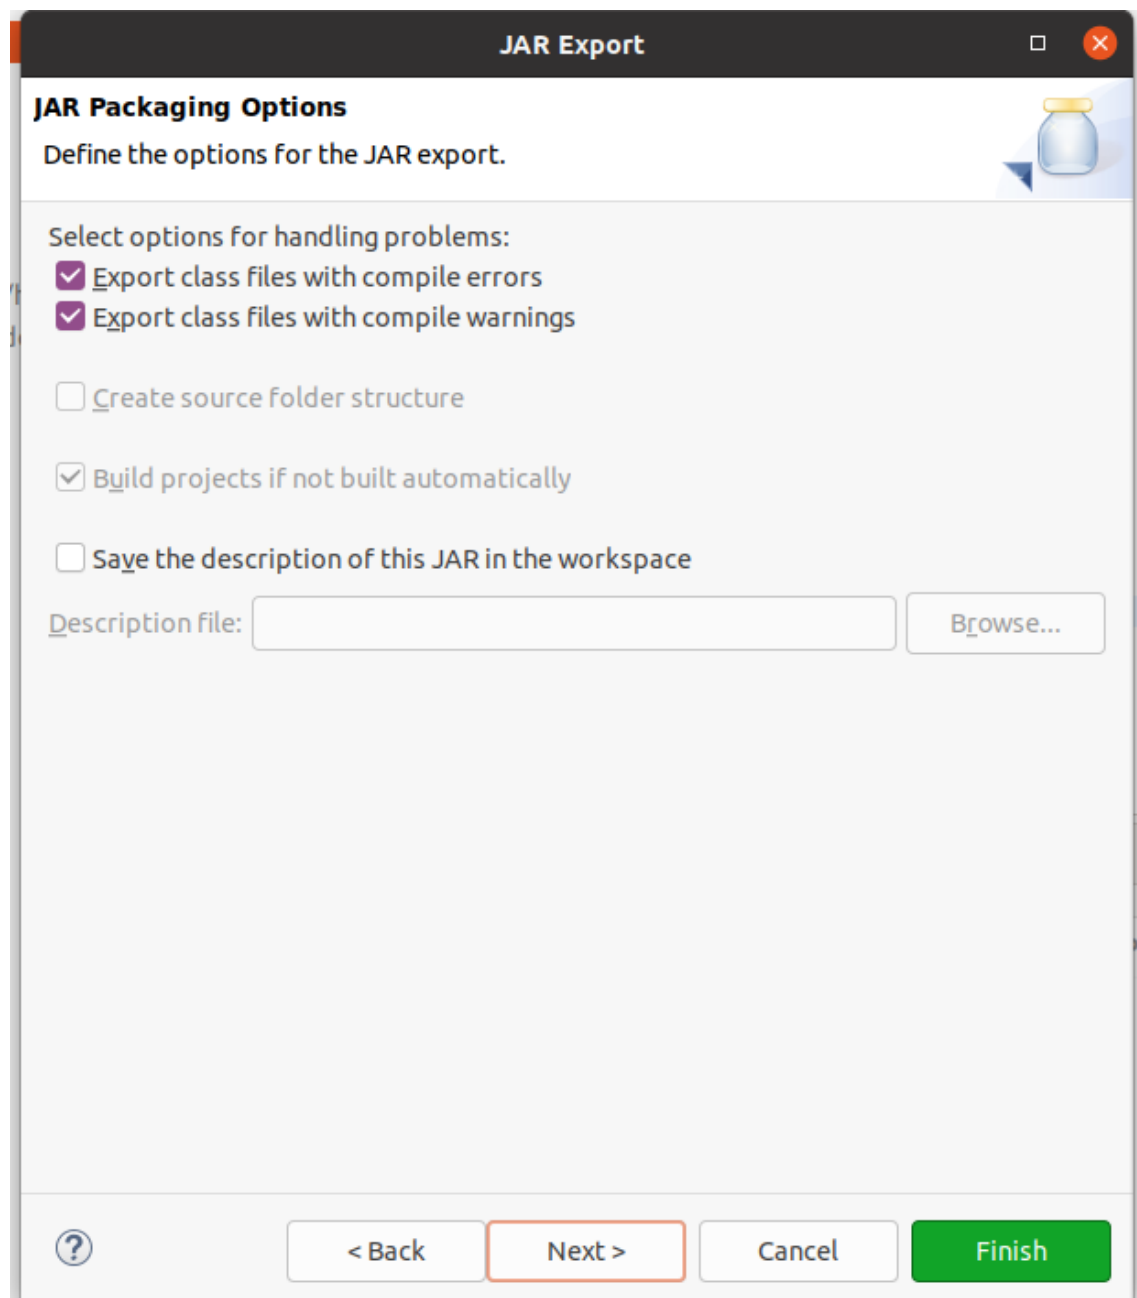 JAR Export
JAR Packaging Options
Define the options for the JAR export.
Select options for handling problems:
Export class files with compile errors
Export class files with compile warnings
Create source folder structure
Build projects if not built automatically
Save the description of this JAR in the workspace
Description file:
Browse...
< Back
Next >
Cancel
Finish